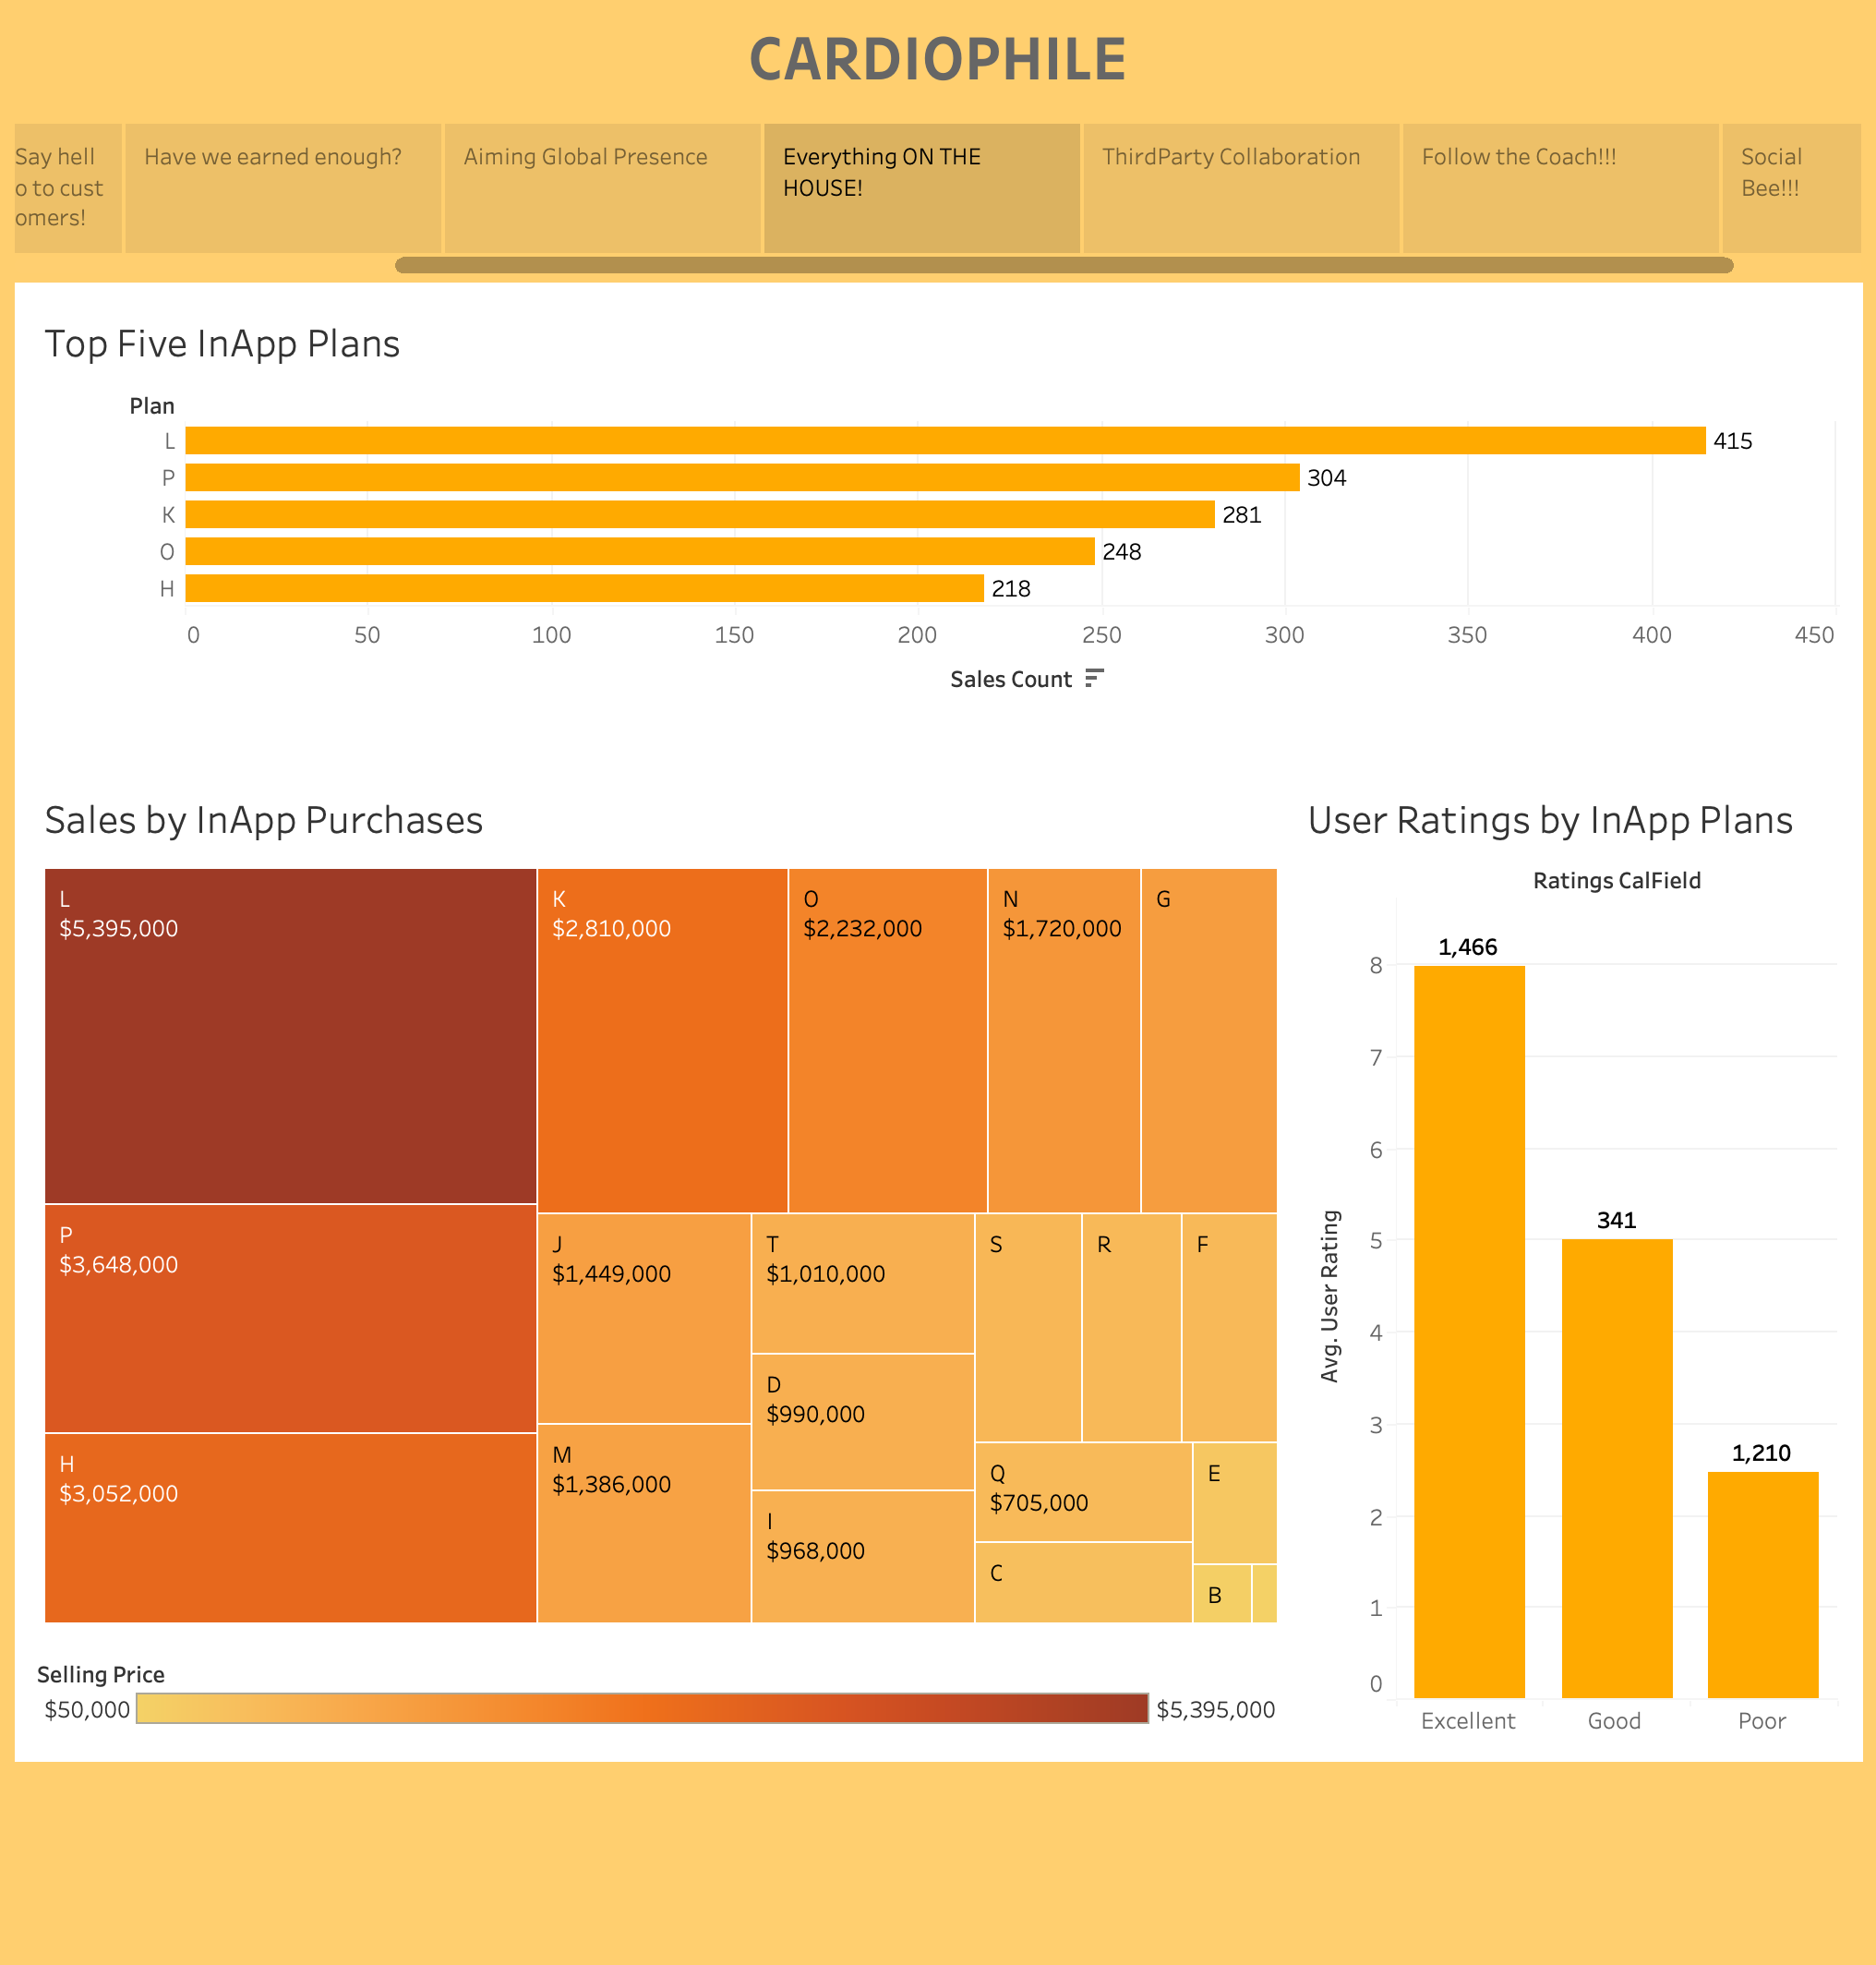 CARDIOPHILE
Say hell
o to cust
omers!
Have we earned enough?
Aiming Global Presence
Everything ON THE
HOUSE!
ThirdParty Collaboration
Follow the Coach!!!
Social
Bee!!!
Top Five InApp Plans
Plan
L
415
P
304
K
281
O
248
H
218
0 50 100 150 200 250 300 350 400 450
Sales Count
Sales by InApp Purchases
L
$5,395,000
P
$3,648,000
H
$3,052,000
K
$2,810,000
O
$2,232,000
N
$1,720,000
G
J
$1,449,000
M
$1,386,000
T
$1,010,000
D
$990,000
I
$968,000
S
R
F
Q
$705,000
C
E
B
Selling Price
$50,000
$5,395,000
User Ratings by InApp Plans
Ratings CalField
Avg. User Rating
8
7
6
5
4
3
2
1
0
1,466
341
1,210
Excellent
Good
Poor